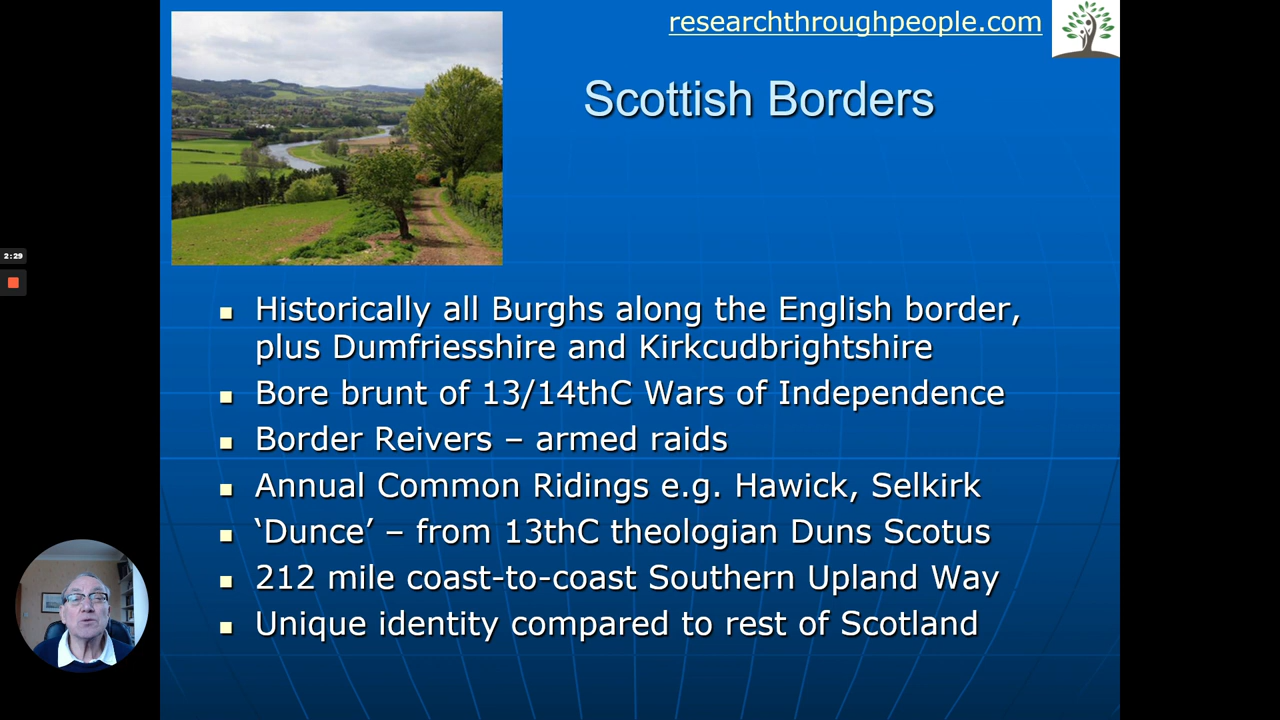 researchthroughpeople.com
Scottish Borders
2:29
Historically all Burghs along the English border,
plus Dumfriesshire and Kirkcudbrightshire
Bore brunt of 13/14thC Wars of Independence
Border Reivers – armed raids
Annual Common Ridings e.g. Hawick, Selkirk
‘Dunce’ – from 13thC theologian Duns Scotus
212 mile coast-to-coast Southern Upland Way
Unique identity compared to rest of Scotland